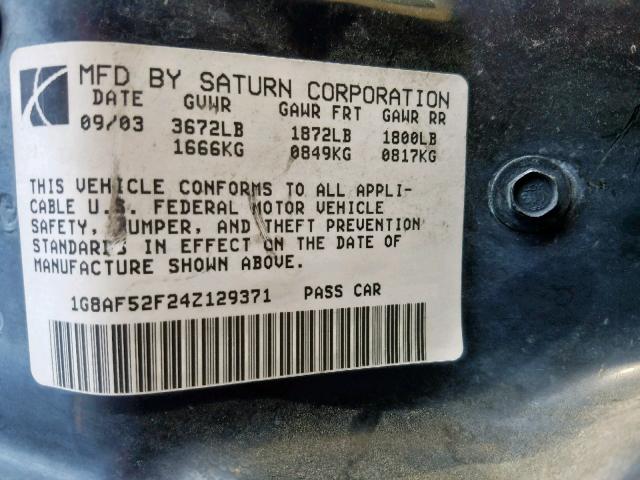 MFD BY SATURN CORPORATION
DATE GVWR GAWR FRT GAWR RR
09/03 3672LB 1872LB 1800LB
1666KG 0849KG 0817KG
THIS VEHICLE CONFORMS TO ALL APPLI-
CABLE U.S. FEDERAL MOTOR VEHICLE
SAFETY, BUMPER, AND THEFT PREVENTION
STANDARDS IN EFFECT ON THE DATE OF
MANUFACTURE SHOWN ABOVE.
1G8AF52F24Z129371 PASS CAR